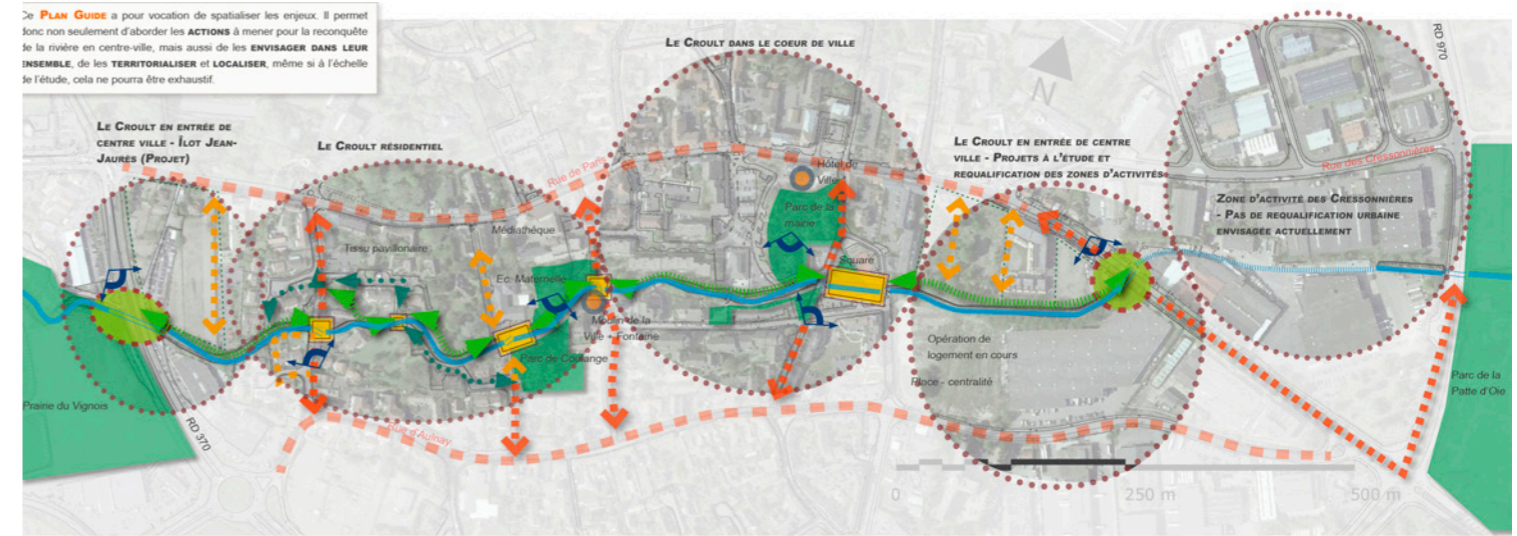 Ce PLAN GUIDE a pour vocation de spatialiser les enjeux. Il permet
donc non seulement d'aborder les ACTIONS à mener pour la reconquête
de la rivière en centre-ville, mais aussi de les ENVISAGER DANS LEUR
ENSEMBLE, de les TERRITORIALISER et LOCALISER, même si à l'échelle
de l'étude, cela ne pourra être exhaustif.
LE CROULT DANS LE COEUR DE VILLE
RD 970
N
LE CROULT EN ENTRÉE DE
CENTRE VILLE - ILOT JEAN-
JAURÈS (PROJET)
LE CROULT RÉSIDENTIEL
LE CROULT EN ENTRÉE DE CENTRE
VILLE - PROJETS À L'ÉTUDE ET
REQUALIFICATION DES ZONES D'ACTIVITÉS
Rue de Paris
Hôtel de
Ville
Rue des Cressonnières
ZONE D'ACTIVITÉ DES CRESSONNIÈRES
- PAS DE REQUALIFICATION URBAINE
ENVISAGÉE ACTUELLEMENT
Parc de la
mairie
Médiathèque
Tissu pavillonaire
Square
Ec. Maternelle
Moulin de la
Ville - Fontaine
Parc de Coulange
Opération de
logement en cours
Place - centralité
Parc de la
Patte d'Oie
Prairie du Vignois
RD 370
Rue d'Aulnay
0
250 m
500 m